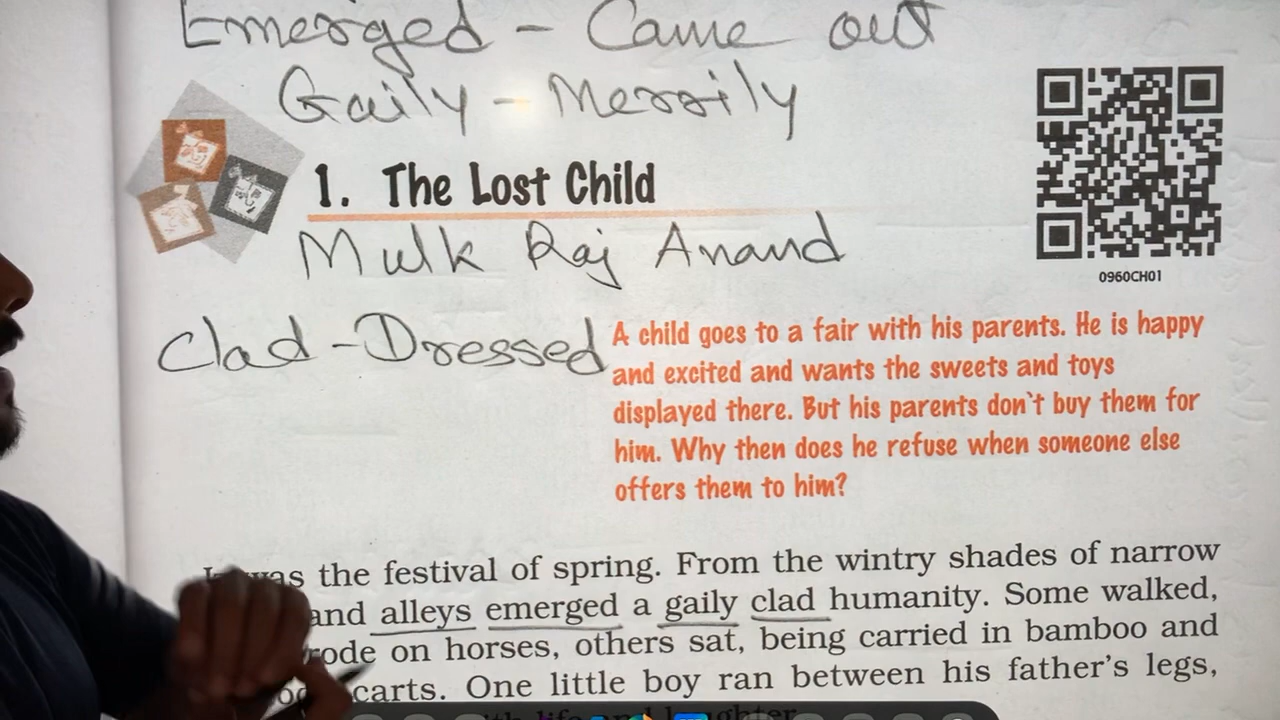 Emerged - Came out
Gaily - Merrily
1. The Lost Child
Mulk Raj Anand
0960CH01
Clad - Dressed
A child goes to a fair with his parents. He is happy
and excited and wants the sweets and toys
displayed there. But his parents don't buy them for
him. Why then does he refuse when someone else
offers them to him?
was the festival of spring. From the wintry shades of narrow
and alleys emerged a gaily clad humanity. Some walked,
rode on horses, others sat, being carried in bamboo and
carts. One little boy ran between his father's legs,
life and laughter